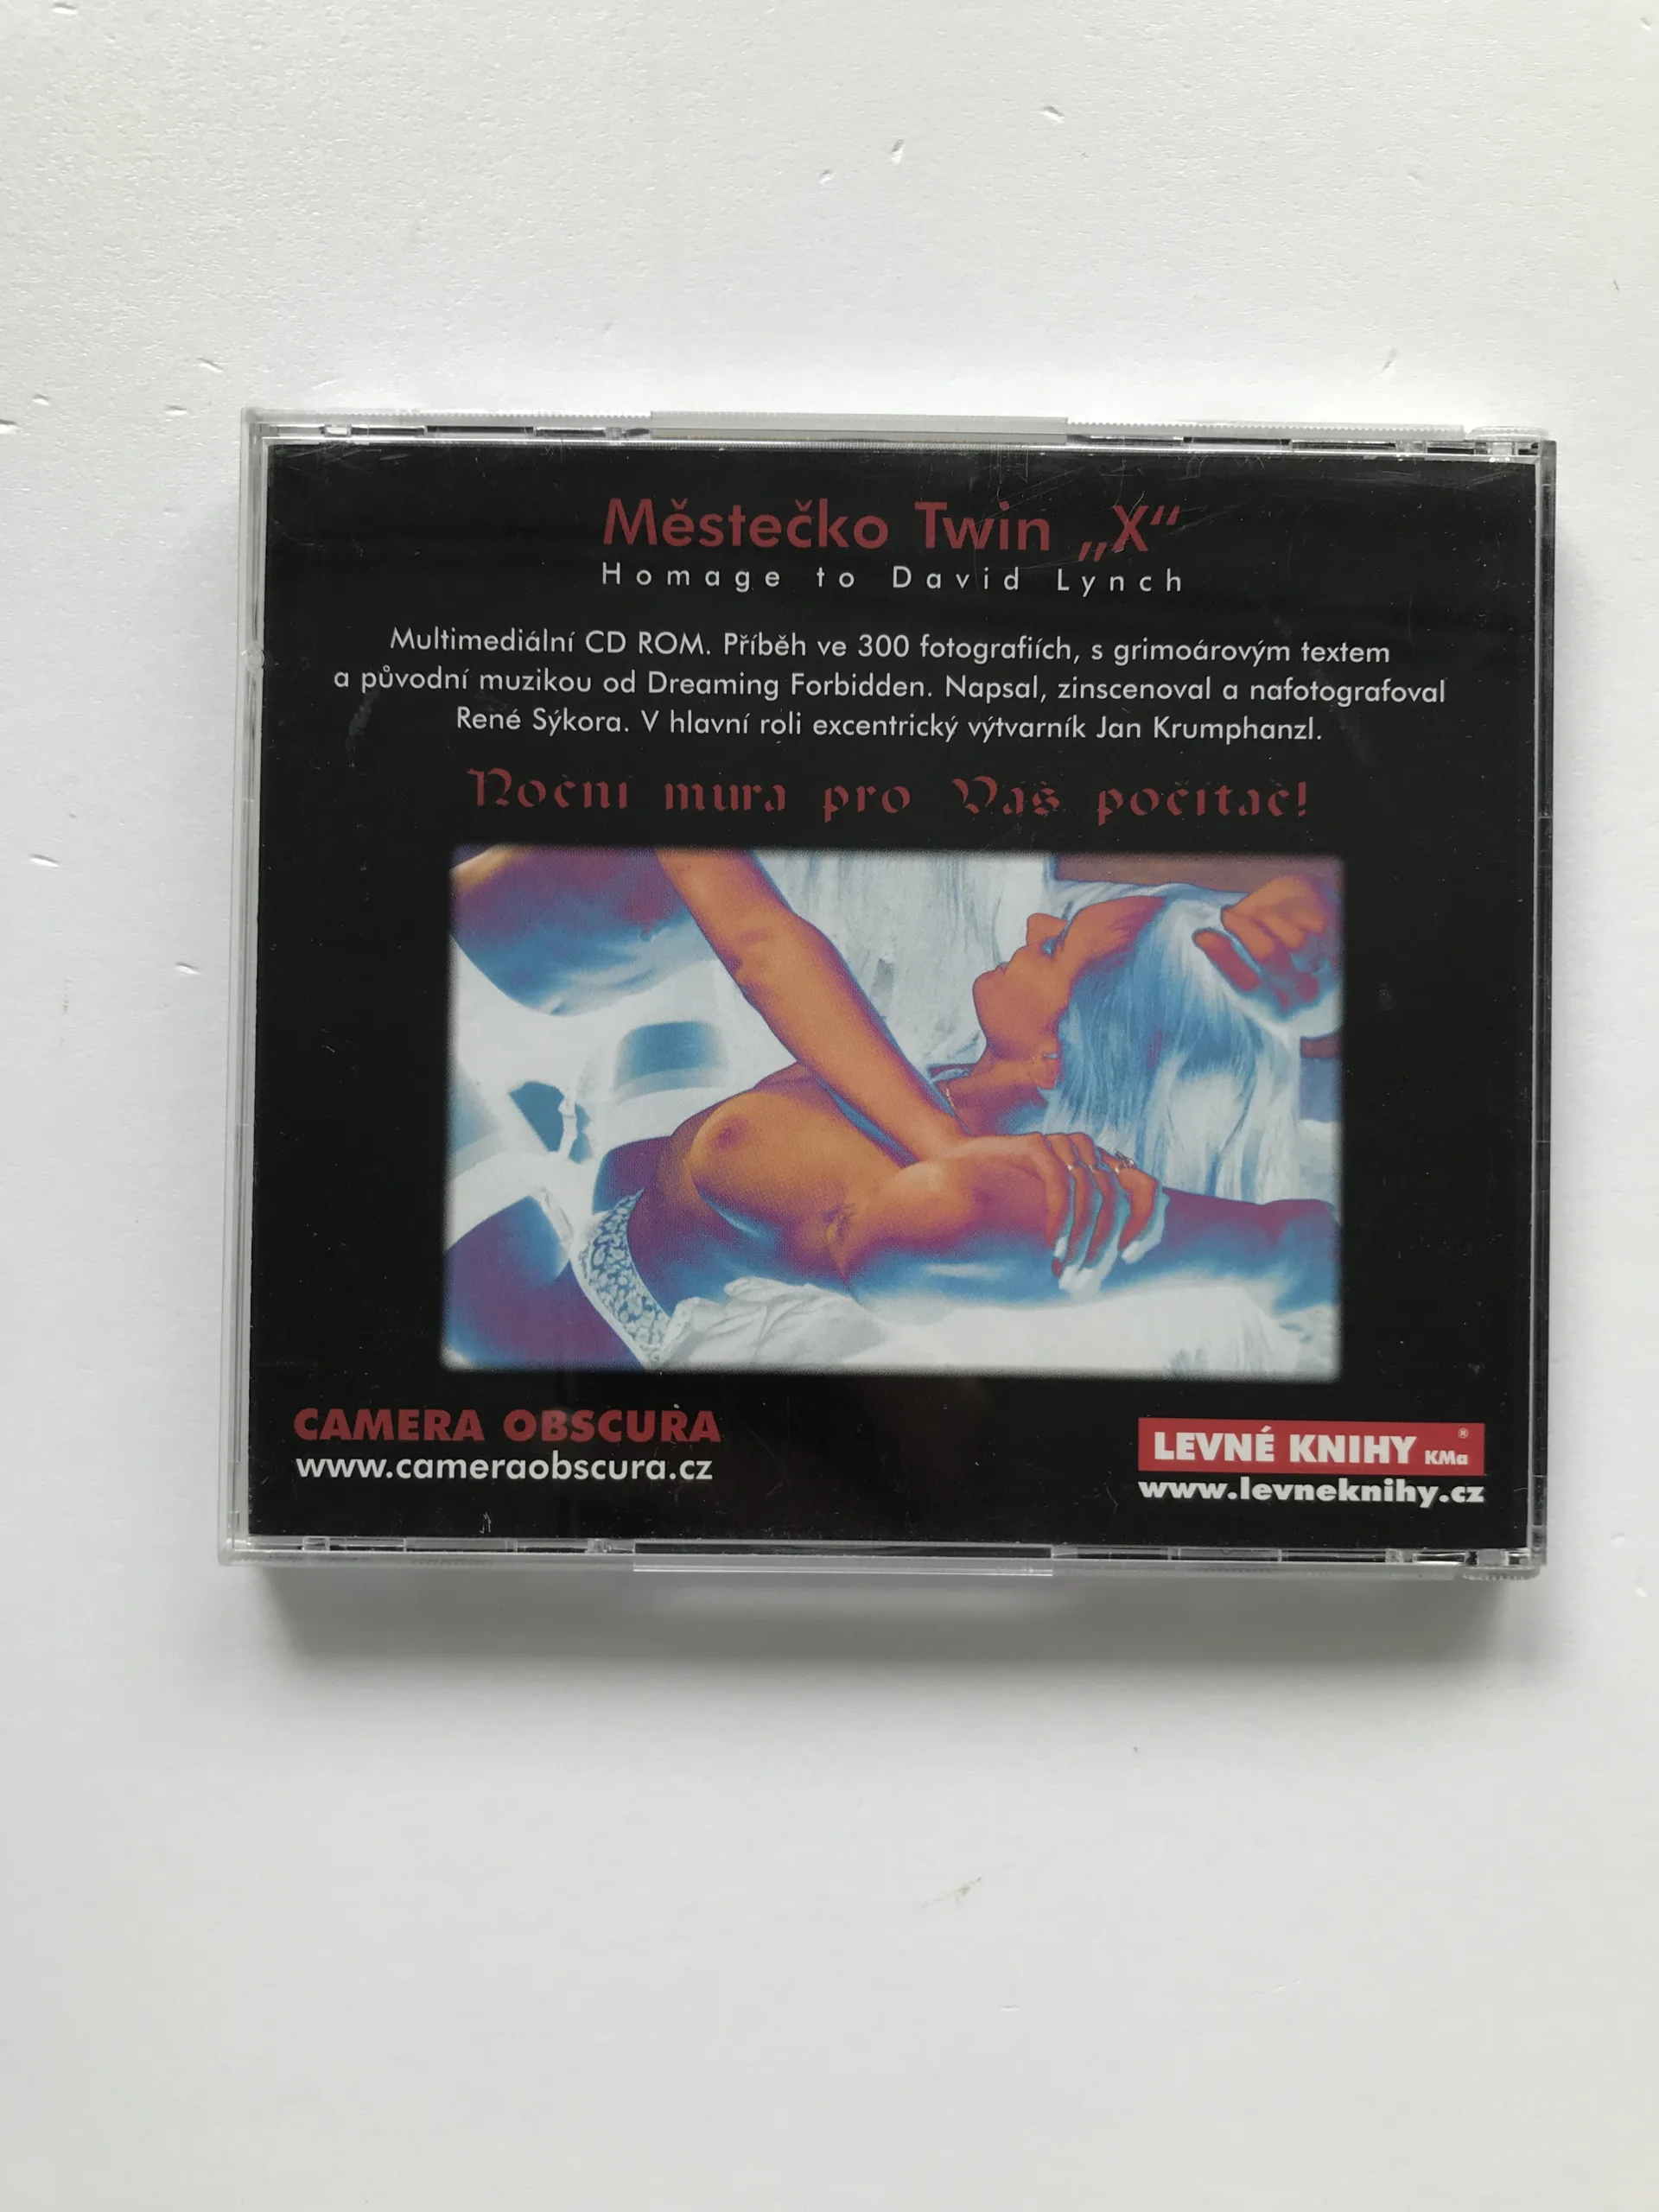 Městečko Twin „X“
Homage to David Lynch
Multimediální CD ROM. Příběh ve 300 fotografiích, s grimoárovým textem
a původní muzikou od Dreaming Forbidden. Napsal, zinscenoval a nafotografoval
René Sýkora. V hlavní roli excentrický výtvarník Jan Krumphanzl.
Noční můra pro Váš počítač!
CAMERA OBSCURA
www.cameraobscura.cz
LEVNÉ KNIHY KMa ®
www.levneknihy.cz